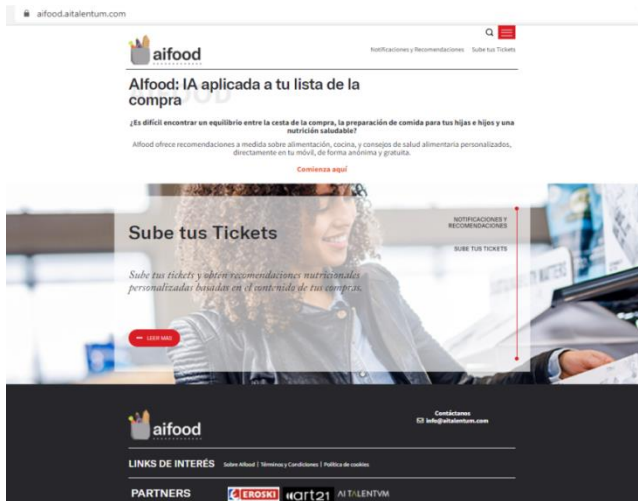 aifood.aitalentum.com
aifood
Notificaciones y Recomendaciones Sube tus Tickets
AIfood: IA aplicada a tu lista de la
compra
¿Es difícil encontrar un equilibrio entre la cesta de la compra, la preparación de comida para tus hijas e hijos y una
nutrición saludable?
AIfood ofrece recomendaciones a medida sobre alimentación, cocina, y consejos de salud alimentaria personalizados,
directamente en tu móvil, de forma anónima y gratuita.
Comienza aquí
NOTIFICACIONES Y
RECOMENDACIONES
Sube tus Tickets
SUBE TUS TICKETS
Sube tus tickets y obten recomendaciones nutricionales
personalizadas basadas en el contenido de tus compras.
LEER MAS
aifood
Contáctanos
info@aitalentum.com
LINKS DE INTERÉS Sobre AIfood | Términos y Condiciones | Política de cookies
PARTNERS EROSKI art21 AI TALENTVM